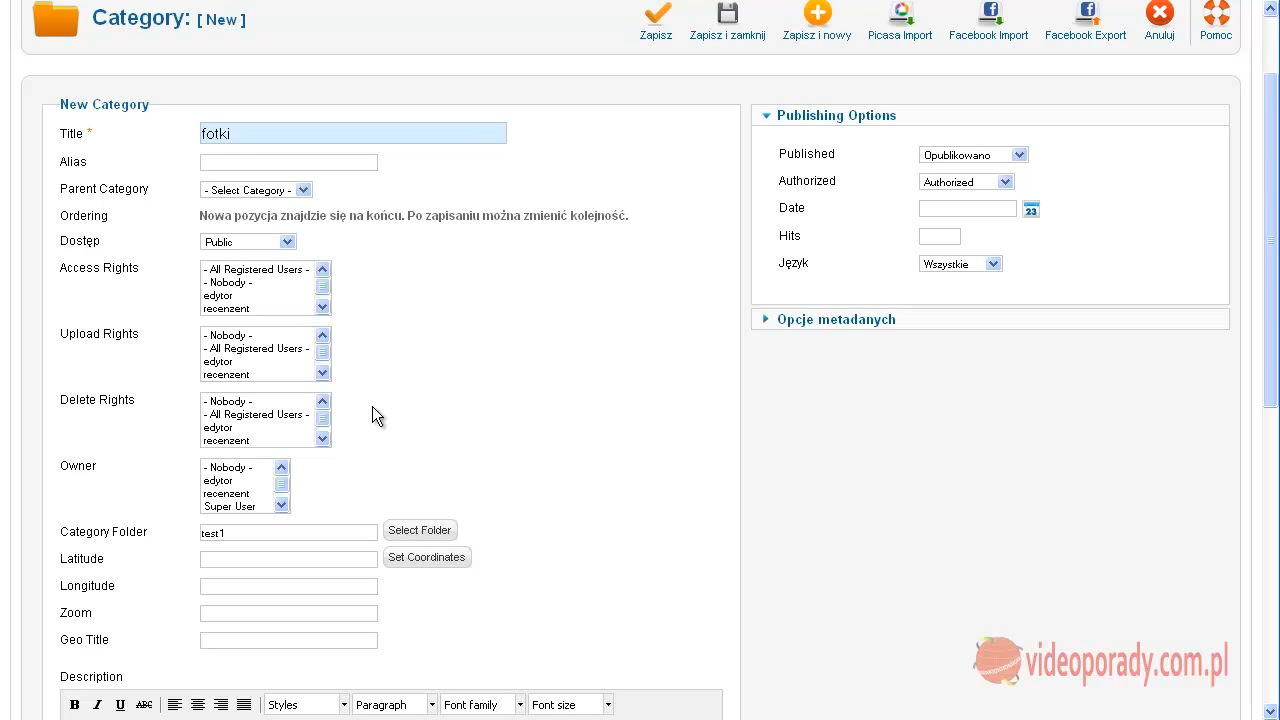 Category: [ New ]
Zapisz
Zapisz i zamknij
Zapisz i nowy
Picasa Import
Facebook Import
Facebook Export
Anuluj
Pomoc
New Category
Title *
fotki
Alias
Parent Category
- Select Category -
Ordering
Nowa pozycja znajdzie się na końcu. Po zapisaniu można zmienić kolejność.
Dostęp
Public
Access Rights
- All Registered Users -
- Nobody -
edytor
recenzent
Upload Rights
- Nobody -
- All Registered Users -
edytor
recenzent
Delete Rights
- Nobody -
- All Registered Users -
edytor
recenzent
Owner
- Nobody -
edytor
recenzent
Super User
Category Folder
test1
Select Folder
Latitude
Set Coordinates
Longitude
Zoom
Geo Title
Description
B I U ABC
Styles
Paragraph
Font family
Font size
Publishing Options
Published
Opublikowano
Authorized
Authorized
Date
23
Hits
Język
Wszystkie
Opcje metadanych
videoporady.com.pl